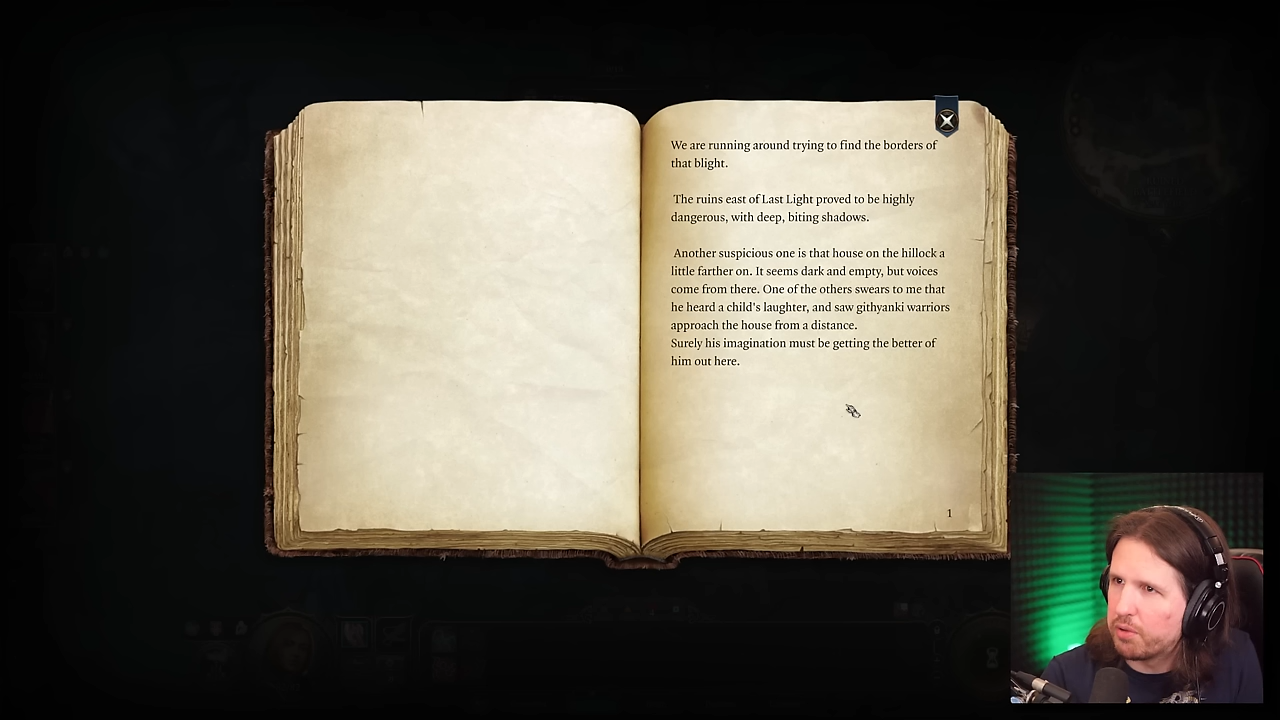 We are running around trying to find the borders of
that blight.
The ruins east of Last Light proved to be highly
dangerous, with deep, biting shadows.
Another suspicious one is that house on the hillock a
little farther on. It seems dark and empty, but voices
come from there. One of the others swears to me that
he heard a child's laughter, and saw githyanki warriors
approach the house from a distance.
Surely his imagination must be getting the better of
him out here.
1